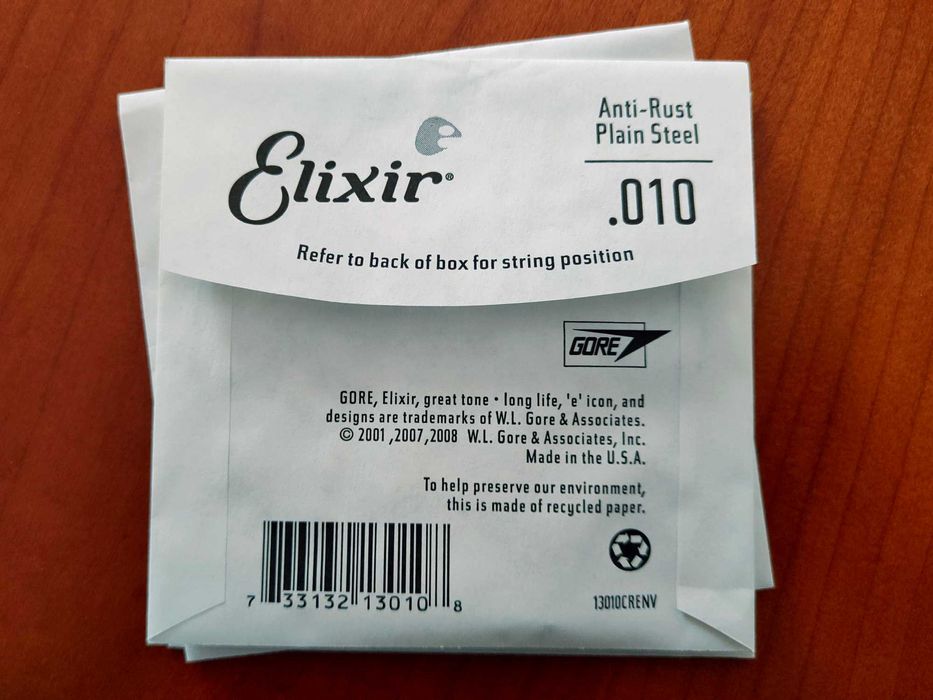 Elixir®
Anti-Rust
Plain Steel
.010
Refer to back of box for string position
GORE
GORE, Elixir, great tone • long life, 'e' icon, and
designs are trademarks of W.L. Gore & Associates.
© 2001 ,2007,2008 W.L. Gore & Associates, Inc.
Made in the U.S.A.
To help preserve our environment,
this is made of recycled paper.
7 33132 13010 8
13010CRENV